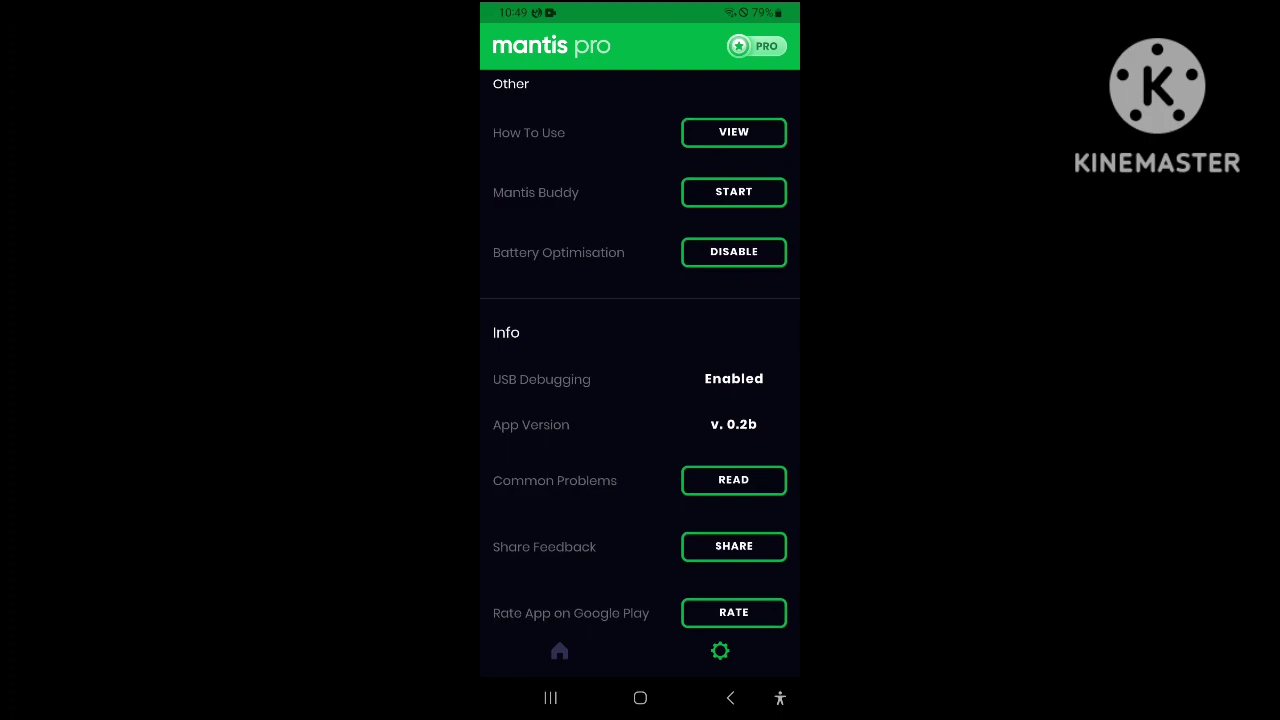 10:49 79%
mantis pro
PRO
Other
How To Use VIEW
Mantis Buddy START
Battery Optimisation DISABLE
Info
USB Debugging Enabled
App Version v. 0.2b
Common Problems READ
Share Feedback SHARE
Rate App on Google Play RATE
K
KINEMASTER